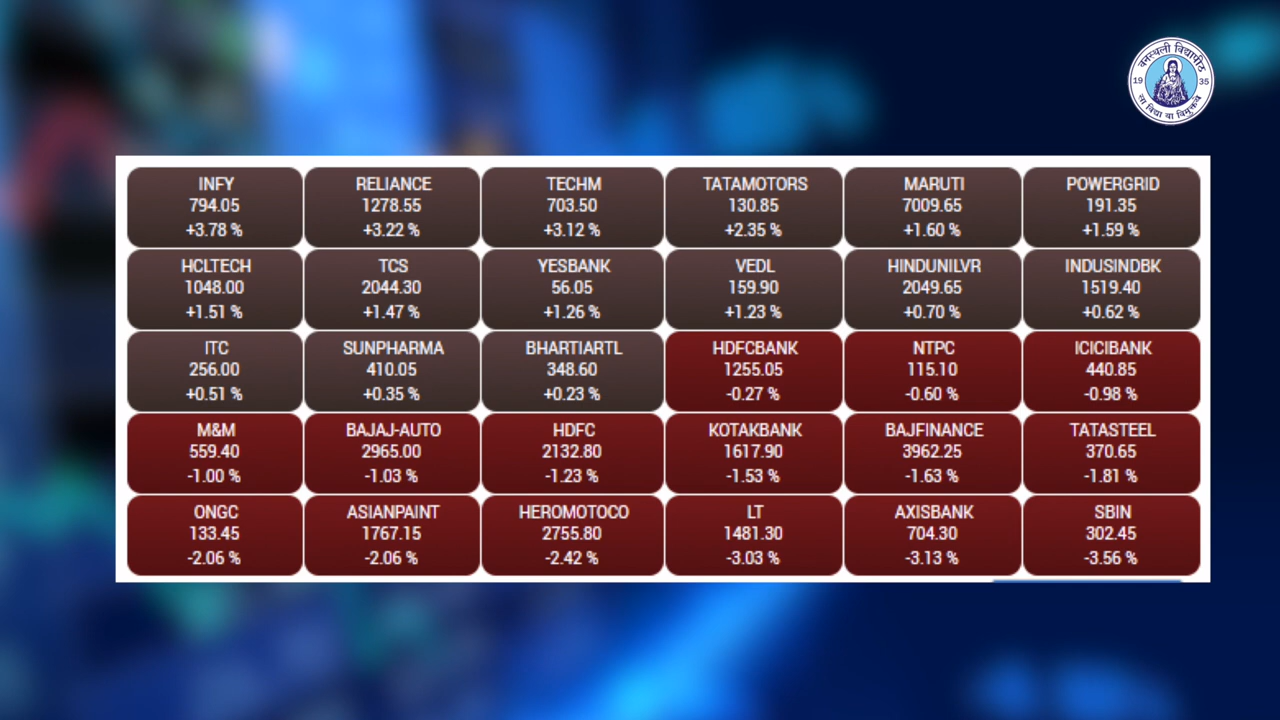 वनस्थली विद्यापीठ
19 35
सा विद्या या विमुक्तये
INFY RELIANCE TECHM TATAMOTORS MARUTI POWERGRID
794.05 1278.55 703.50 130.85 7009.65 191.35
+3.78 % +3.22 % +3.12 % +2.35 % +1.60 % +1.59 %
HCLTECH TCS YESBANK VEDL HINDUNILVR INDUSINDBK
1048.00 2044.30 56.05 159.90 2049.65 1519.40
+1.51 % +1.47 % +1.26 % +1.23 % +0.70 % +0.62 %
ITC SUNPHARMA BHARTIARTL HDFCBANK NTPC ICICIBANK
256.00 410.05 348.60 1255.05 115.10 440.85
+0.51 % +0.35 % +0.23 % -0.27 % -0.60 % -0.98 %
M&M BAJAJ-AUTO HDFC KOTAKBANK BAJFINANCE TATASTEEL
559.40 2965.00 2132.80 1617.90 3962.25 370.65
-1.00 % -1.03 % -1.23 % -1.53 % -1.63 % -1.81 %
ONGC ASIANPAINT HEROMOTOCO LT AXISBANK SBIN
133.45 1767.15 2755.80 1481.30 704.30 302.45
-2.06 % -2.06 % -2.42 % -3.03 % -3.13 % -3.56 %